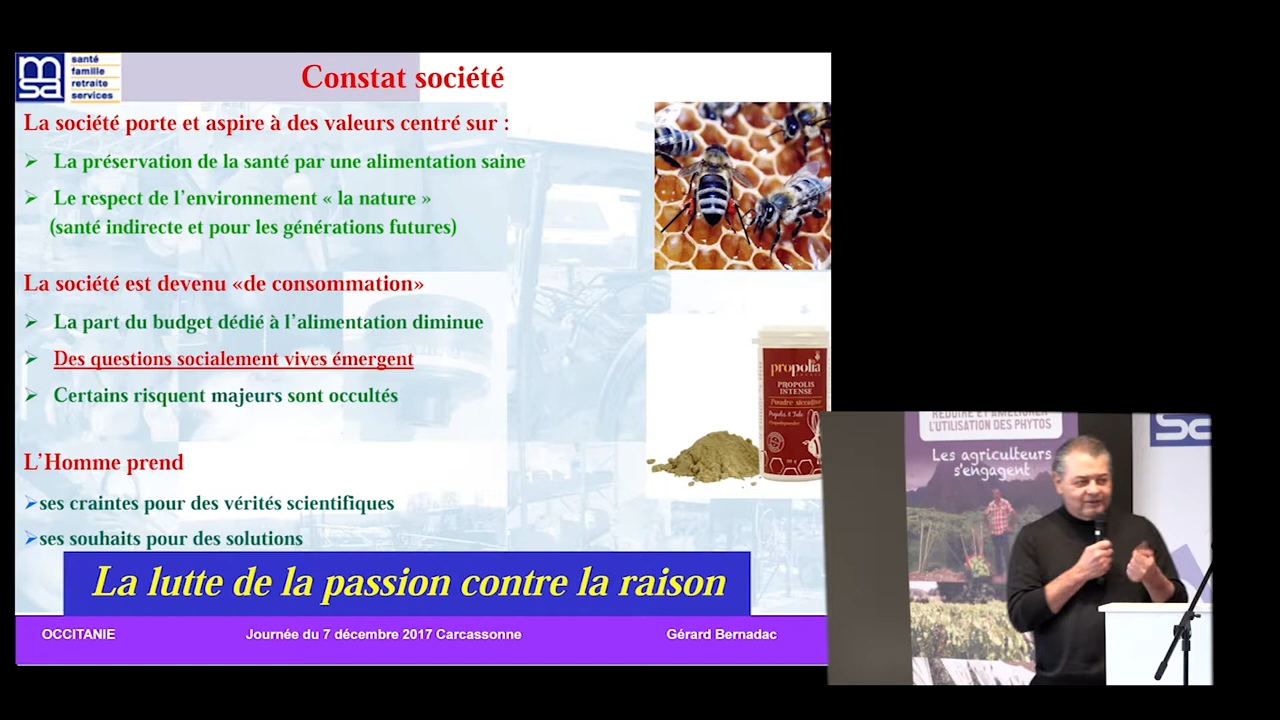 msa
santé
famille
retraite
services
Constat société
La société porte et aspire à des valeurs centré sur :
La préservation de la santé par une alimentation saine
Le respect de l'environnement « la nature »
(santé indirecte et pour les générations futures)
La société est devenu «de consommation»
La part du budget dédié à l'alimentation diminue
Des questions socialement vives émergent
Certains risquent majeurs sont occultés
L'Homme prend
ses craintes pour des vérités scientifiques
ses souhaits pour des solutions
La lutte de la passion contre la raison
OCCITANIE
Journée du 7 décembre 2017 Carcassonne
Gérard Bernadac
propolia
PROPOLIS
INTENSE
Poudre siccative
Propolis & Talc
RÉDUIRE ET AMÉLIORER
L'UTILISATION DES PHYTOS
Les agriculteurs
s'engagent